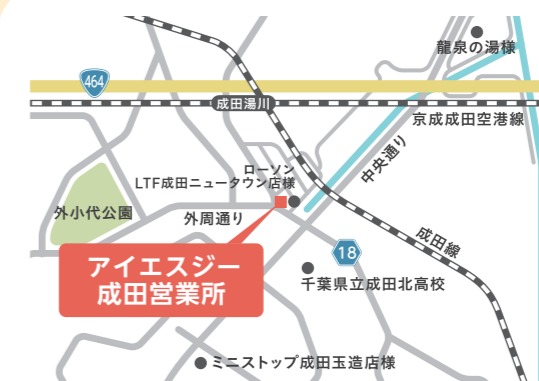 龍泉の湯様
464
成田湯川
京成成田空港線
中央通り
ローソン
LTF成田ニュータウン店様
外小代公園
外周通り
成田線
18
アイエスジー
成田営業所
千葉県立成田北高校
ミニストップ成田玉造店様